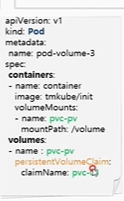 apiVersion: v1
kind: Pod
metadata:
  name: pod-volume-3
spec:
  containers:
  - name: container
    image: tmkube/init
    volumeMounts:
    - name: pvc-pv
      mountPath: /volume
  volumes:
  - name : pvc-pv
    persistentVolumeClaim:
      claimName: pvc-